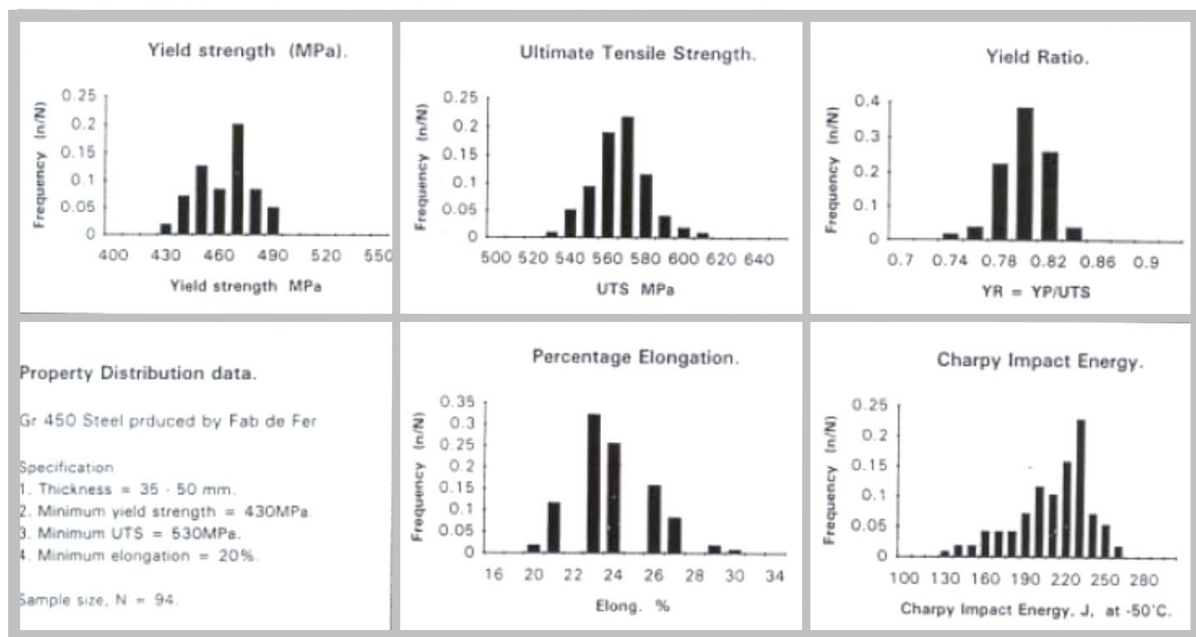 Yield strength (MPa).
Frequency (n/N)
0.25
0.2
0.15
0.1
0.05
0
400 430 460 490 520 550
Yield strength MPa
Ultimate Tensile Strength.
Frequency (n/N)
0.25
0.2
0.15
0.1
0.05
0
500 520 540 560 580 600 620 640
UTS MPa
Yield Ratio.
Frequency (n/N)
0.4
0.3
0.2
0.1
0
0.7 0.74 0.78 0.82 0.86 0.9
YR = YP/UTS
Property Distribution data.
Gr 450 Steel prduced by Fab de Fer
Specification
1. Thickness = 35 - 50 mm.
2. Minimum yield strength = 430MPa.
3. Minimum UTS = 530MPa.
4. Minimum elongation = 20%.
Sample size, N = 94.
Percentage Elongation.
Frequency (n/N)
0.35
0.3
0.25
0.2
0.15
0.1
0.05
0
16 20 22 24 26 28 30 34
Elong. %
Charpy Impact Energy.
Frequency (n/N)
0.25
0.2
0.15
0.1
0.05
0
100 130 160 190 220 250 280
Charpy Impact Energy, J, at -50°C.